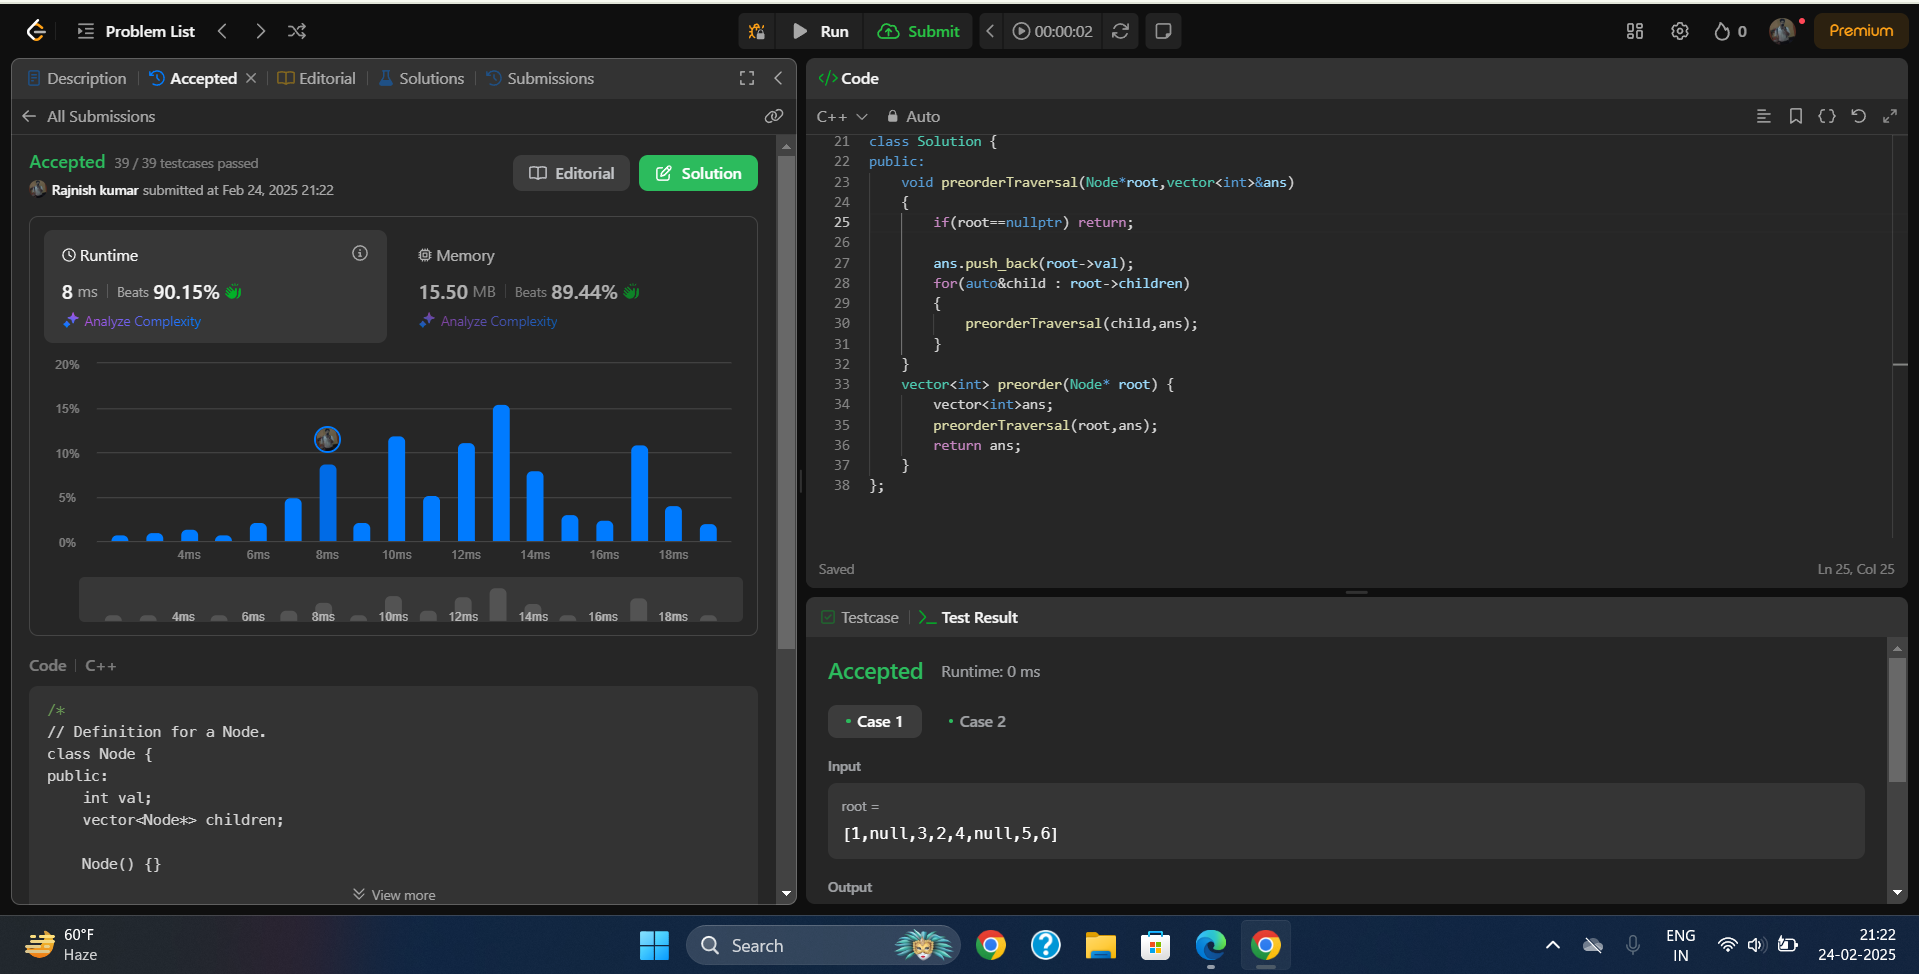 Problem List
Run
Submit
00:00:02
0
Premium
Description
Accepted
Editorial
Solutions
Submissions
All Submissions
Accepted 39 / 39 testcases passed
Rajnish kumar submitted at Feb 24, 2025 21:22
Editorial
Solution
Runtime
8 ms | Beats 90.15%
Analyze Complexity
Memory
15.50 MB | Beats 89.44%
Analyze Complexity
20%
15%
10%
5%
0%
4ms 6ms 8ms 10ms 12ms 14ms 16ms 18ms
4ms 6ms 8ms 10ms 12ms 14ms 16ms 18ms
Code | C++
/*
// Definition for a Node.
class Node {
public:
    int val;
    vector<Node*> children;
    Node() {}
View more
</> Code
C++ Auto
21 class Solution {
22 public:
23     void preorderTraversal(Node*root,vector<int>&ans)
24     {
25         if(root==nullptr) return;
26
27         ans.push_back(root->val);
28         for(auto&child : root->children)
29         {
30             preorderTraversal(child,ans);
31         }
32     }
33     vector<int> preorder(Node* root) {
34         vector<int>ans;
35         preorderTraversal(root,ans);
36         return ans;
37     }
38 };
Saved
Ln 25, Col 25
Testcase
>_ Test Result
Accepted Runtime: 0 ms
• Case 1 • Case 2
Input
root =
[1,null,3,2,4,null,5,6]
Output
60°F
Haze
Search
ENG
IN
21:22
24-02-2025